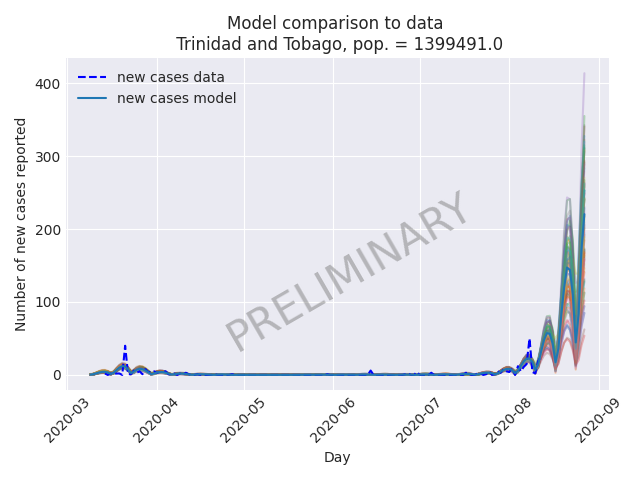 Model comparison to data
Trinidad and Tobago, pop. = 1399491.0
new cases data
new cases model
PRELIMINARY
Number of new cases reported
400
300
200
100
0
2020-03
2020-04
2020-05
2020-06
2020-07
2020-08
2020-09
Day